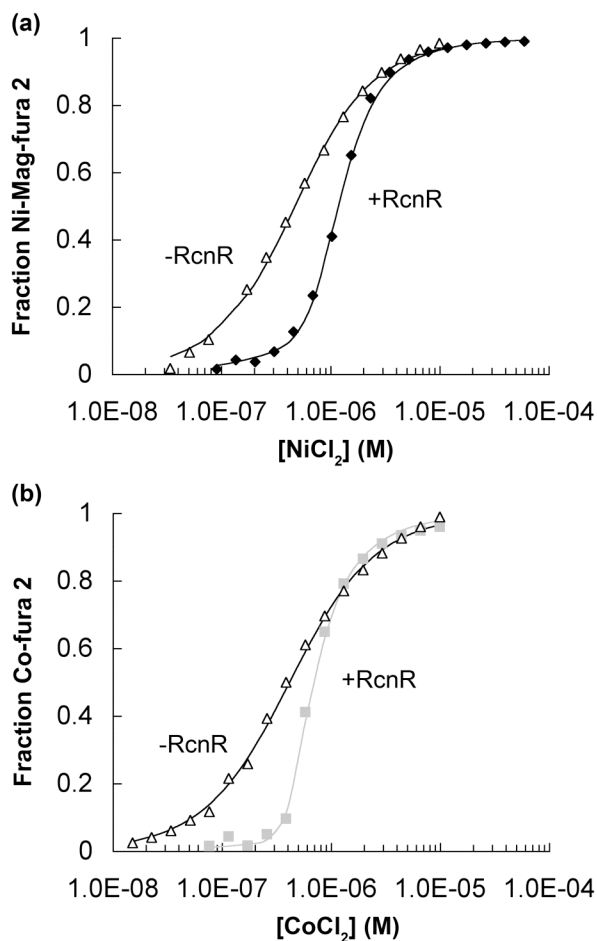 (a)
Fraction Ni-Mag-fura 2
1
0.8
0.6
0.4
0.2
0
-RcnR
+RcnR
1.0E-08 1.0E-07 1.0E-06 1.0E-05 1.0E-04
[NiCl2] (M)
(b)
Fraction Co-fura 2
1
0.8
0.6
0.4
0.2
0
-RcnR
+RcnR
1.0E-08 1.0E-07 1.0E-06 1.0E-05 1.0E-04
[CoCl2] (M)